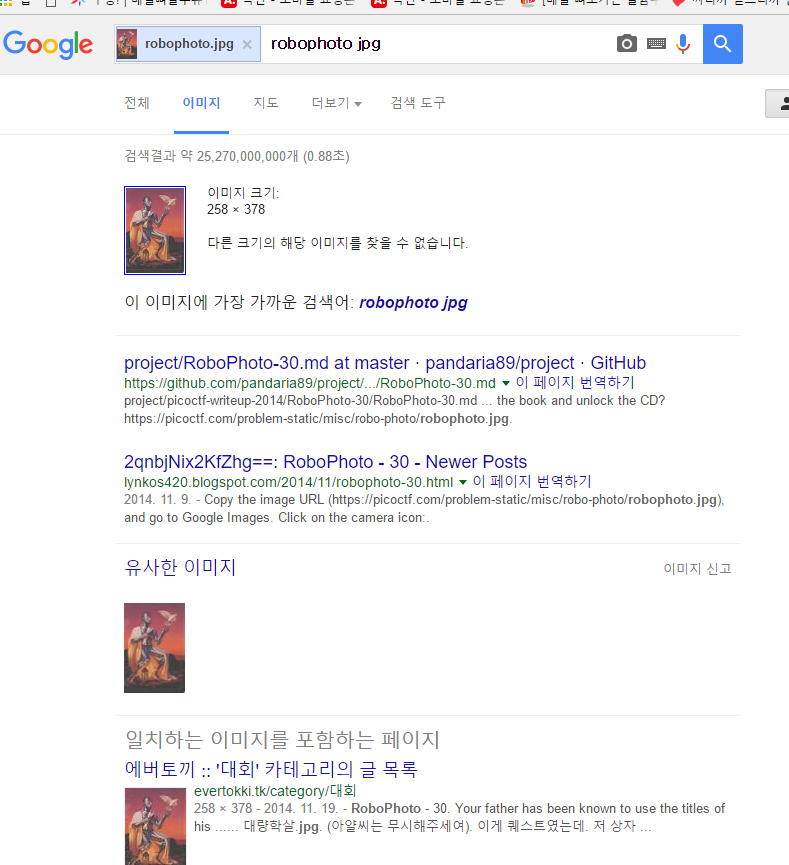 Google robophoto.jpg × robophoto jpg
전체 이미지 지도 더보기 검색 도구
검색결과 약 25,270,000,000개 (0.88초)
이미지 크기:
258 × 378
다른 크기의 해당 이미지를 찾을 수 없습니다.
이 이미지에 가장 가까운 검색어: robophoto jpg
project/RoboPhoto-30.md at master · pandaria89/project · GitHub
https://github.com/pandaria89/project/.../RoboPhoto-30.md ▼ 이 페이지 번역하기
project/picoctf-writeup-2014/RoboPhoto-30/RoboPhoto-30.md ... the book and unlock the CD?
https://picoctf.com/problem-static/misc/robo-photo/robophoto.jpg.
2qnbjNix2KfZhg==: RoboPhoto - 30 - Newer Posts
lynkos420.blogspot.com/2014/11/robophoto-30.html ▼ 이 페이지 번역하기
2014. 11. 9. - Copy the image URL (https://picoctf.com/problem-static/misc/robo-photo/robophoto.jpg),
and go to Google Images. Click on the camera icon:.
유사한 이미지 이미지 신고
일치하는 이미지를 포함하는 페이지
에버토끼 :: '대회' 카테고리의 글 목록
evertokki.tk/category/대회
258 × 378 - 2014. 11. 19. - RoboPhoto - 30. Your father has been known to use the titles of
his ...... 대량학살.jpg. (아얄씨는 무시해주세여). 이게 퀘스트였는데. 저 상자 ...